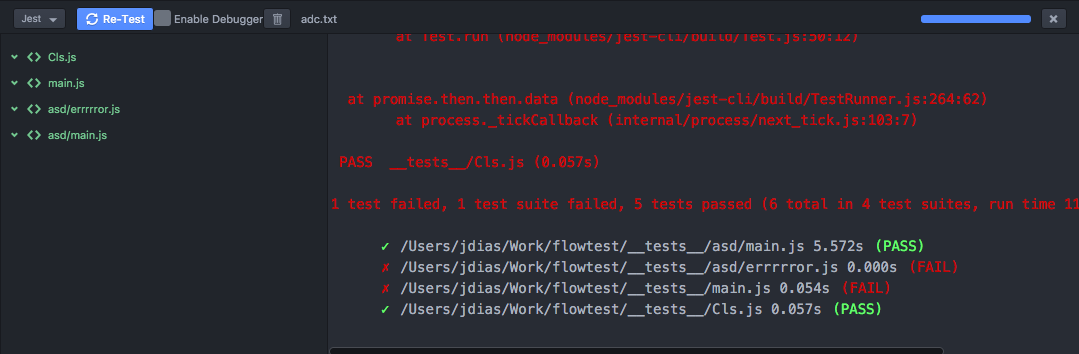 Jest
Re-Test
Enable Debugger
adc.txt
Cls.js
main.js
asd/errrrror.js
asd/main.js
at Test.run (node_modules/jest-cli/build/Test.js:50:12)
at promise.then.then.data (node_modules/jest-cli/build/TestRunner.js:264:62)
at process._tickCallback (internal/process/next_tick.js:103:7)
PASS __tests__/Cls.js (0.057s)
1 test failed, 1 test suite failed, 5 tests passed (6 total in 4 test suites, run time 11
✓ /Users/jdias/Work/flowtest/__tests__/asd/main.js 5.572s (PASS)
✗ /Users/jdias/Work/flowtest/__tests__/asd/errrrror.js 0.000s (FAIL)
✗ /Users/jdias/Work/flowtest/__tests__/main.js 0.054s (FAIL)
✓ /Users/jdias/Work/flowtest/__tests__/Cls.js 0.057s (PASS)